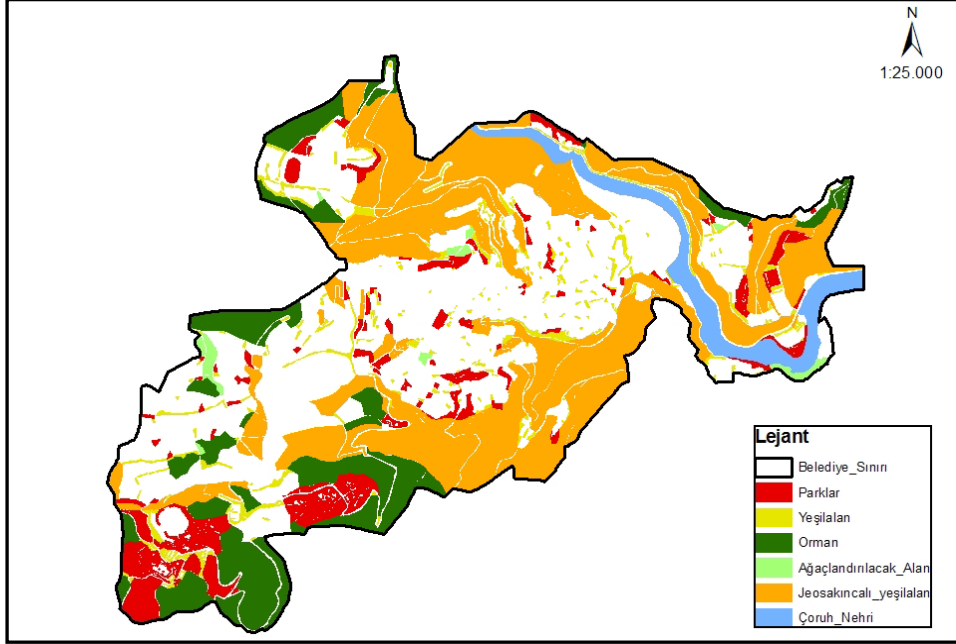 N
1:25.000
Lejant
Belediye_Sınırı
Parklar
Yeşilalan
Orman
Ağaçlandırılacak_Alan
Jeosakıncalı_yeşilalan
Çoruh_Nehri